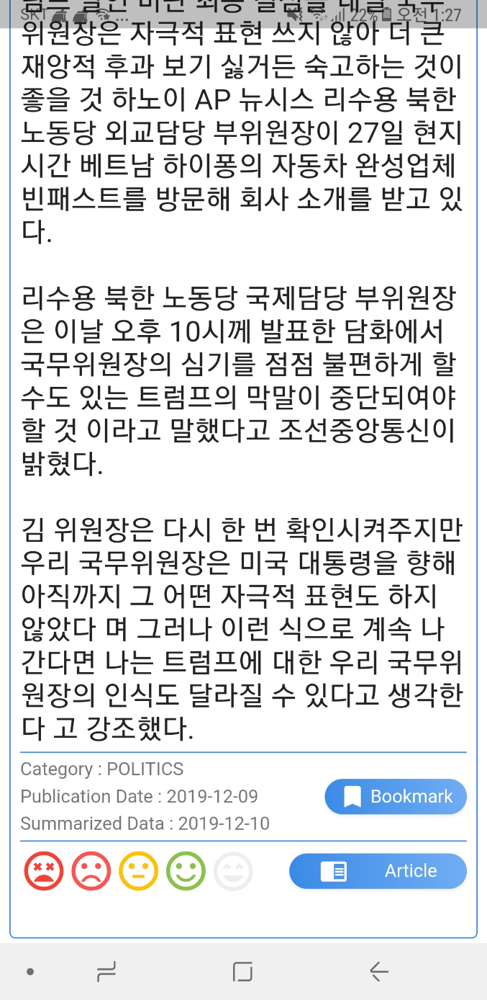 SKT ... 22% 오전 1:27
위원장은 자극적 표현 쓰지 않아 더 큰
재앙적 후과 보기 싫거든 숙고하는 것이
좋을 것 하노이 AP 뉴시스 리수용 북한
노동당 외교담당 부위원장이 27일 현지
시간 베트남 하이퐁의 자동차 완성업체
빈패스트를 방문해 회사 소개를 받고 있
다.
리수용 북한 노동당 국제담당 부위원장
은 이날 오후 10시께 발표한 담화에서
국무위원장의 심기를 점점 불편하게 할
수도 있는 트럼프의 막말이 중단되여야
할 것 이라고 말했다고 조선중앙통신이
밝혔다.
김 위원장은 다시 한 번 확인시켜주지만
우리 국무위원장은 미국 대통령을 향해
아직까지 그 어떤 자극적 표현도 하지
않았다 며 그러나 이런 식으로 계속 나
간다면 나는 트럼프에 대한 우리 국무위
원장의 인식도 달라질 수 있다고 생각한
다 고 강조했다.
Category : POLITICS
Publication Date : 2019-12-09
Bookmark
Summarized Data : 2019-12-10
Article